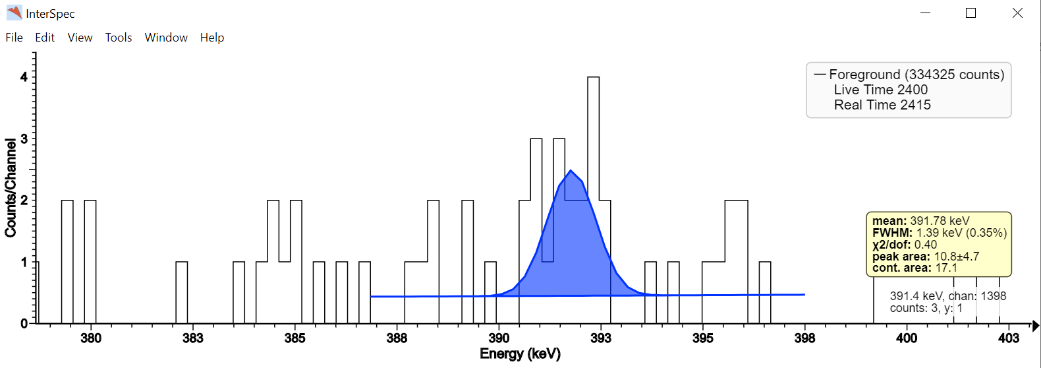 InterSpec
File Edit View Tools Window Help
Counts/Channel
4
3
2
1
0
Foreground (334325 counts)
Live Time 2400
Real Time 2415
mean: 391.78 keV
FWHM: 1.39 keV (0.35%)
χ2/dof: 0.40
peak area: 10.8±4.7
cont. area: 17.1
391.4 keV, chan: 1398
counts: 3, y: 1
380 383 385 388 390 393 395 398 400 403
Energy (keV)